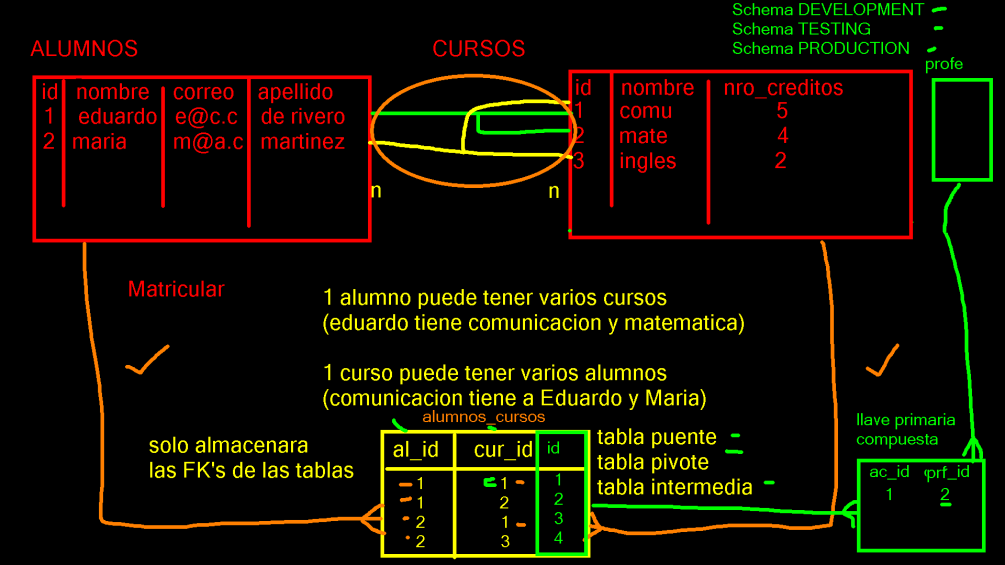 Schema DEVELOPMENT
Schema TESTING
Schema PRODUCTION
ALUMNOS
CURSOS
profe
id nombre correo apellido
1 eduardo e@c.c de rivero
2 maria m@a.c martinez
id nombre nro_creditos
1 comu 5
2 mate 4
3 ingles 2
n n
Matricular
1 alumno puede tener varios cursos
(eduardo tiene comunicacion y matematica)
1 curso puede tener varios alumnos
(comunicacion tiene a Eduardo y Maria)
alumnos_cursos
solo almacenara
las FK's de las tablas
al_id cur_id id
1 1 1
1 2 2
2 1 3
2 3 4
tabla puente
tabla pivote
tabla intermedia
llave primaria
compuesta
ac_id prf_id
1 2